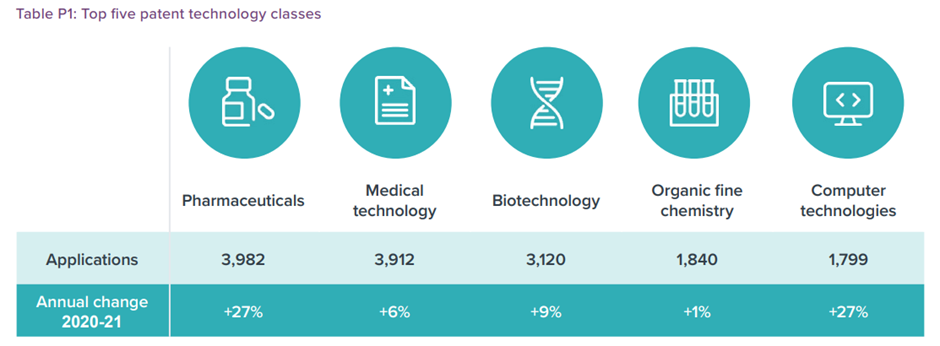 Table P1: Top five patent technology classes
Pharmaceuticals
Medical
technology
Biotechnology
Organic fine
chemistry
Computer
technologies
Applications 3,982 3,912 3,120 1,840 1,799
Annual change
2020-21
+27% +6% +9% +1% +27%